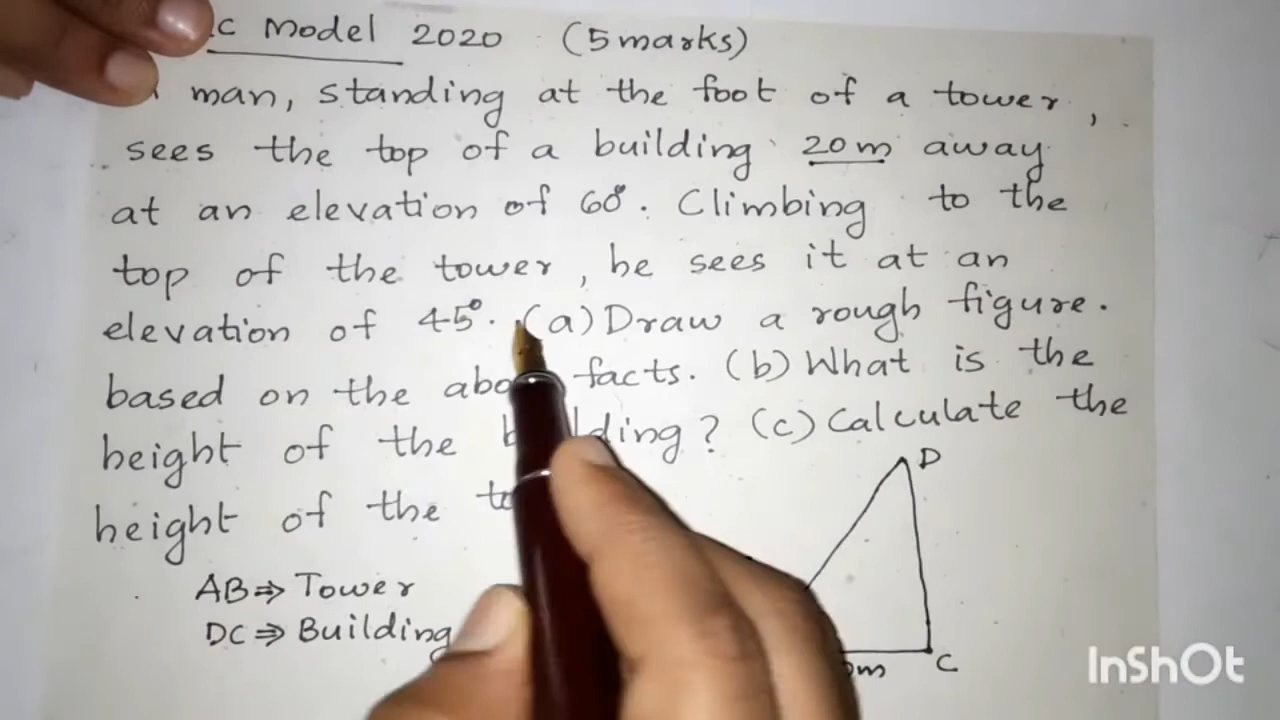 Model 2020 (5 marks)
man, standing at the foot of a tower,
sees the top of a building 20m away
at an elevation of 60°. Climbing to the
top of the tower, he sees it at an
elevation of 45°. (a) Draw a rough figure.
based on the facts. (b) What is the
height of the ? (c) Calculate the
height of the
D
AB ⇒ Tower
DC ⇒ Building
C
InShOt